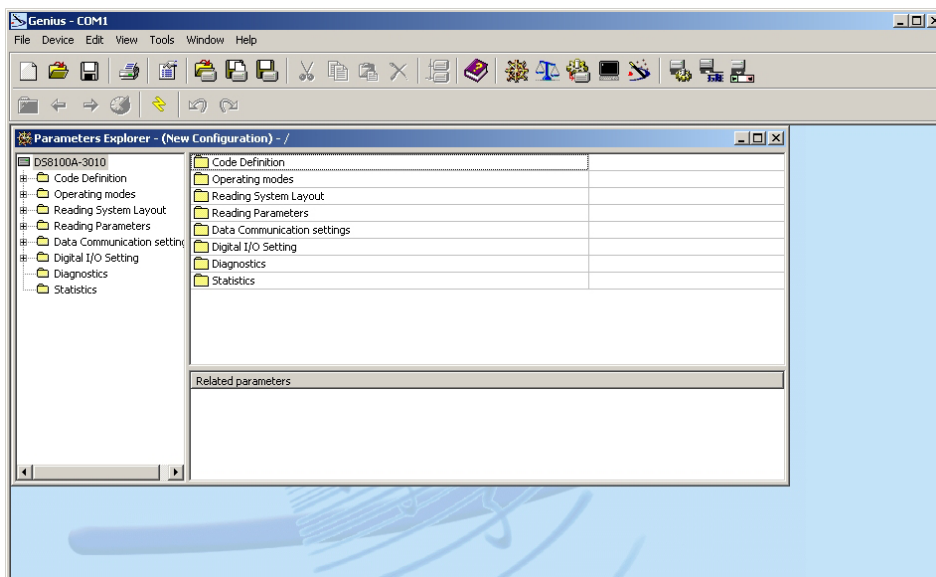 Genius - COM1
File Device Edit View Tools Window Help
Parameters Explorer - (New Configuration) - /
DS8100A-3010
Code Definition
Operating modes
Reading System Layout
Reading Parameters
Data Communication setting
Digital I/O Setting
Diagnostics
Statistics
Code Definition
Operating modes
Reading System Layout
Reading Parameters
Data Communication settings
Digital I/O Setting
Diagnostics
Statistics
Related parameters